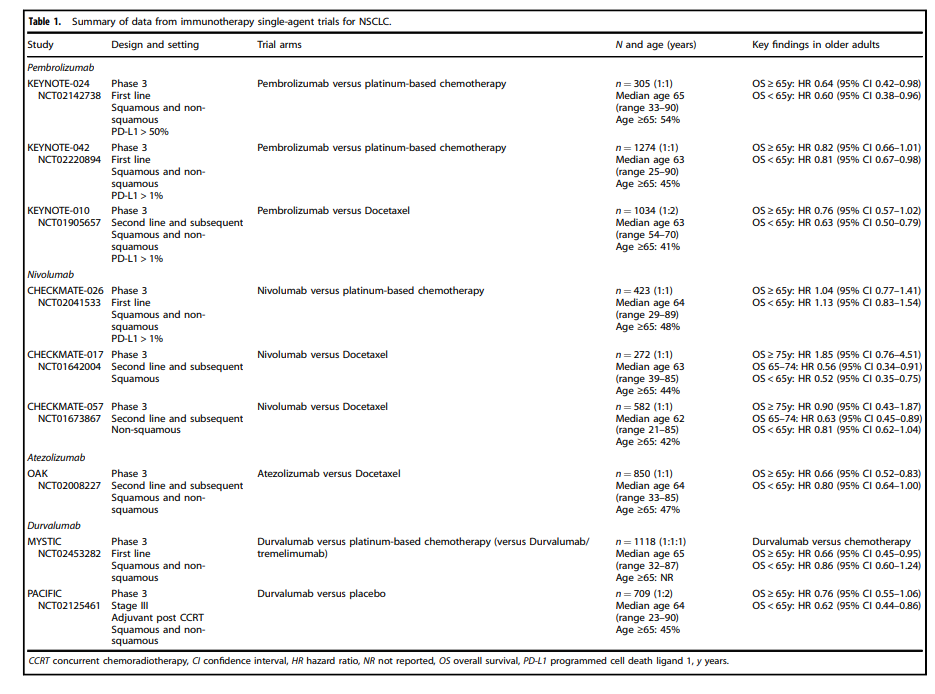 Table 1. Summary of data from immunotherapy single-agent trials for NSCLC.
Study Design and setting Trial arms N and age (years) Key findings in older adults
Pembrolizumab
KEYNOTE-024 Phase 3 Pembrolizumab versus platinum-based chemotherapy n = 305 (1:1) OS ≥ 65y: HR 0.64 (95% CI 0.42–0.98)
NCT02142738 First line Median age 65 OS < 65y: HR 0.60 (95% CI 0.38–0.96)
Squamous and non- (range 33–90)
squamous Age ≥65: 54%
PD-L1 > 50%
KEYNOTE-042 Phase 3 Pembrolizumab versus platinum-based chemotherapy n = 1274 (1:1) OS ≥ 65y: HR 0.82 (95% CI 0.66–1.01)
NCT02220894 First line Median age 63 OS < 65y: HR 0.81 (95% CI 0.67–0.98)
Squamous and non- (range 25–90)
squamous Age ≥65: 45%
PD-L1 > 1%
KEYNOTE-010 Phase 3 Pembrolizumab versus Docetaxel n = 1034 (1:2) OS ≥ 65y: HR 0.76 (95% CI 0.57–1.02)
NCT01905657 Second line and subsequent Median age 63 OS < 65y: HR 0.63 (95% CI 0.50–0.79)
Squamous and non- (range 54–70)
squamous Age ≥65: 41%
PD-L1 > 1%
Nivolumab
CHECKMATE-026 Phase 3 Nivolumab versus platinum-based chemotherapy n = 423 (1:1) OS ≥ 65y: HR 1.04 (95% CI 0.77–1.41)
NCT02041533 First line Median age 64 OS < 65y: HR 1.13 (95% CI 0.83–1.54)
Squamous and non- (range 29–89)
squamous Age ≥65: 48%
PD-L1 > 1%
CHECKMATE-017 Phase 3 Nivolumab versus Docetaxel n = 272 (1:1) OS ≥ 75y: HR 1.85 (95% CI 0.76–4.51)
NCT01642004 Second line and subsequent Median age 63 OS 65–74: HR 0.56 (95% CI 0.34–0.91)
Squamous (range 39–85) OS < 65y: HR 0.52 (95% CI 0.35–0.75)
Age ≥65: 44%
CHECKMATE-057 Phase 3 Nivolumab versus Docetaxel n = 582 (1:1) OS ≥ 75y: HR 0.90 (95% CI 0.43–1.87)
NCT01673867 Second line and subsequent Median age 62 OS 65–74: HR 0.63 (95% CI 0.45–0.89)
Non-squamous (range 21–85) OS < 65y: HR 0.81 (95% CI 0.62–1.04)
Age ≥65: 42%
Atezolizumab
OAK Phase 3 Atezolizumab versus Docetaxel n = 850 (1:1) OS ≥ 65y: HR 0.66 (95% CI 0.52–0.83)
NCT02008227 Second line and subsequent Median age 64 OS < 65y: HR 0.80 (95% CI 0.64–1.00)
Squamous and non- (range 33–85)
squamous Age ≥65: 47%
Durvalumab
MYSTIC Phase 3 Durvalumab versus platinum-based chemotherapy (versus Durvalumab/ n = 1118 (1:1:1) Durvalumab versus chemotherapy
NCT02453282 First line tremelimumab) Median age 65 OS ≥ 65y: HR 0.66 (95% CI 0.45–0.95)
Squamous and non- (range 32–87) OS < 65y: HR 0.86 (95% CI 0.60–1.24)
squamous Age ≥65: NR
PACIFIC Phase 3 Durvalumab versus placebo n = 709 (1:2) OS ≥ 65y: HR 0.76 (95% CI 0.55–1.06)
NCT02125461 Stage III Median age 64 OS < 65y: HR 0.62 (95% CI 0.44–0.86)
Adjuvant post CCRT (range 23–90)
Squamous and non- Age ≥65: 45%
squamous
CCRT concurrent chemoradiotherapy, CI confidence interval, HR hazard ratio, NR not reported, OS overall survival, PD-L1 programmed cell death ligand 1, y years.